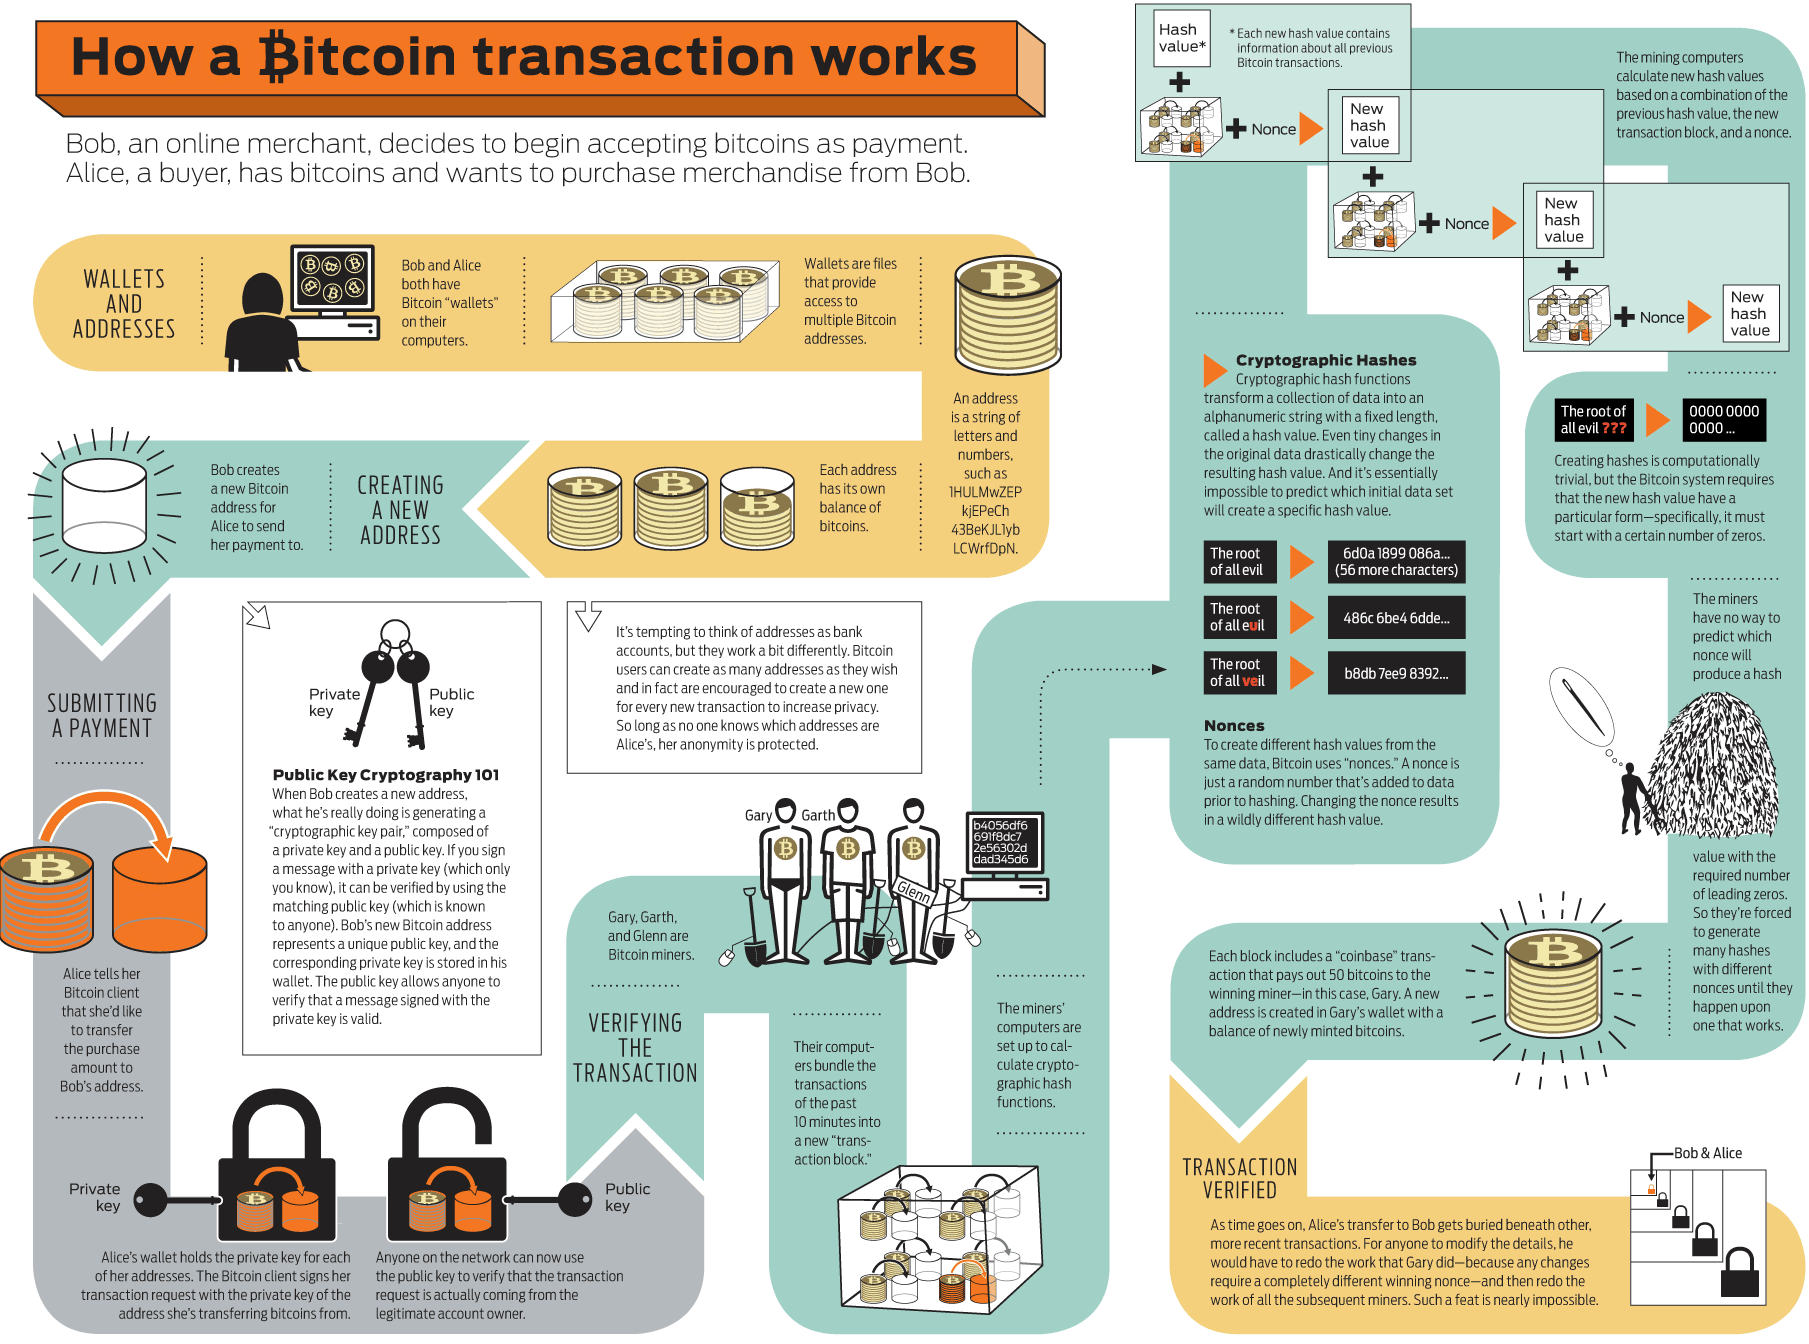 How a Bitcoin transaction works
Bob, an online merchant, decides to begin accepting bitcoins as payment.
Alice, a buyer, has bitcoins and wants to purchase merchandise from Bob.
WALLETS
AND
ADDRESSES
Bob and Alice
both have
Bitcoin “wallets”
on their
computers.
Wallets are files
that provide
access to
multiple Bitcoin
addresses.
An address
is a string of
letters and
numbers,
such as
1HULMwZEP
kjEPeCh
43BeKJL1yb
LCWrfDpN.
Each address
has its own
balance of
bitcoins.
CREATING
A NEW
ADDRESS
Bob creates
a new Bitcoin
address for
Alice to send
her payment to.
SUBMITTING
A PAYMENT
Alice tells her
Bitcoin client
that she’d like
to transfer
the purchase
amount to
Bob’s address.
Private
key
Public
key
Public Key Cryptography 101
When Bob creates a new address,
what he’s really doing is generating a
“cryptographic key pair,” composed of
a private key and a public key. If you sign
a message with a private key (which only
you know), it can be verified by using the
matching public key (which is known
to anyone). Bob’s new Bitcoin address
represents a unique public key, and the
corresponding private key is stored in his
wallet. The public key allows anyone to
verify that a message signed with the
private key is valid.
It’s tempting to think of addresses as bank
accounts, but they work a bit differently. Bitcoin
users can create as many addresses as they wish
and in fact are encouraged to create a new one
for every new transaction to increase privacy.
So long as no one knows which addresses are
Alice’s, her anonymity is protected.
Private
key
Public
key
Alice’s wallet holds the private key for each
of her addresses. The Bitcoin client signs her
transaction request with the private key of the
address she’s transferring bitcoins from.
Anyone on the network can now use
the public key to verify that the transaction
request is actually coming from the
legitimate account owner.
VERIFYING
THE
TRANSACTION
Gary, Garth,
and Glenn are
Bitcoin miners.
Gary
Garth
Glenn
b4056df6
691f8dc7
2e56302d
dad345d6
Their comput-
ers bundle the
transactions
of the past
10 minutes into
a new “trans-
action block.”
The miners’
computers are
set up to cal-
culate crypto-
graphic hash
functions.
Cryptographic Hashes
Cryptographic hash functions
transform a collection of data into an
alphanumeric string with a fixed length,
called a hash value. Even tiny changes in
the original data drastically change the
resulting hash value. And it’s essentially
impossible to predict which initial data set
will create a specific hash value.
The root
of all evil
6d0a 1899 086a...
(56 more characters)
The root
of all euil
486c 6be4 6dde...
The root
of all veil
b8db 7ee9 8392...
Nonces
To create different hash values from the
same data, Bitcoin uses “nonces.” A nonce is
just a random number that’s added to data
prior to hashing. Changing the nonce results
in a wildly different hash value.
Hash
value*
* Each new hash value contains
information about all previous
Bitcoin transactions.
+
+ Nonce
New
hash
value
+
+ Nonce
New
hash
value
+
+ Nonce
New
hash
value
The mining computers
calculate new hash values
based on a combination of the
previous hash value, the new
transaction block, and a nonce.
The root of
all evil ???
0000 0000
0000 ...
Creating hashes is computationally
trivial, but the Bitcoin system requires
that the new hash value have a
particular form—specifically, it must
start with a certain number of zeros.
The miners
have no way to
predict which
nonce will
produce a hash
value with the
required number
of leading zeros.
So they’re forced
to generate
many hashes
with different
nonces until they
happen upon
one that works.
Each block includes a “coinbase” trans-
action that pays out 50 bitcoins to the
winning miner—in this case, Gary. A new
address is created in Gary’s wallet with a
balance of newly minted bitcoins.
TRANSACTION
VERIFIED
As time goes on, Alice’s transfer to Bob gets buried beneath other,
more recent transactions. For anyone to modify the details, he
would have to redo the work that Gary did—because any changes
require a completely different winning nonce—and then redo the
work of all the subsequent miners. Such a feat is nearly impossible.
Bob & Alice